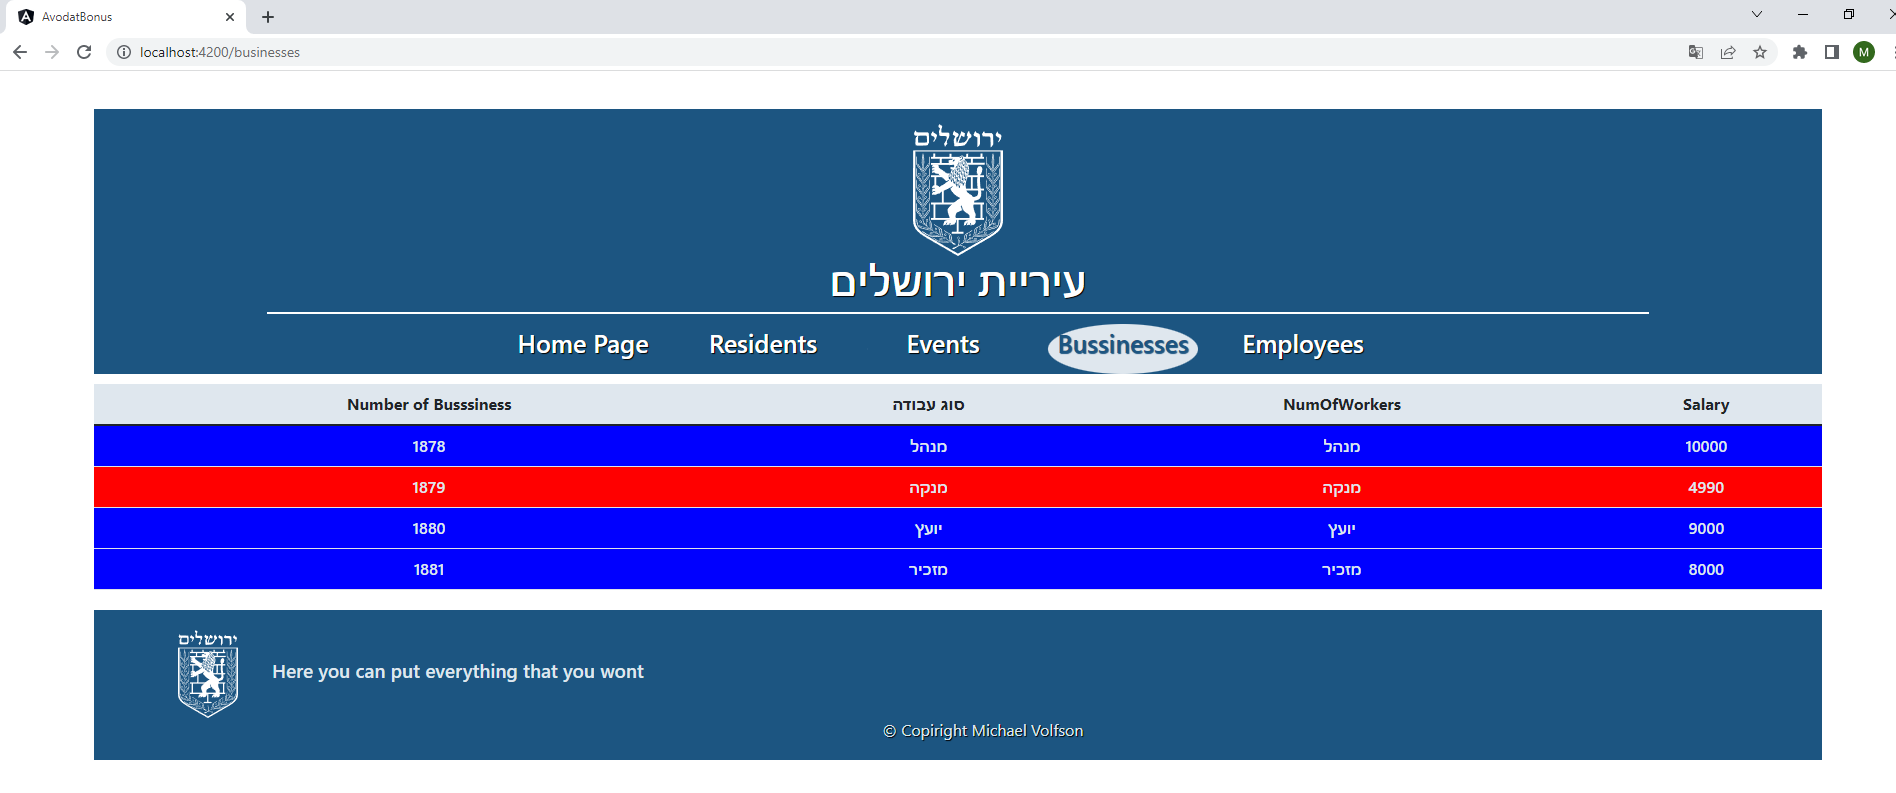 AvodatBonus
localhost:4200/businesses
M
ירושלים
עיריית ירושלים
Home Page Residents Events Bussinesses Employees
Number of Busssiness סוג עבודה NumOfWorkers Salary
1878 מנהל מנהל 10000
1879 מנקה מנקה 4990
1880 יועץ יועץ 9000
1881 מזכיר מזכיר 8000
ירושלים
Here you can put everything that you wont
© Copiright Michael Volfson